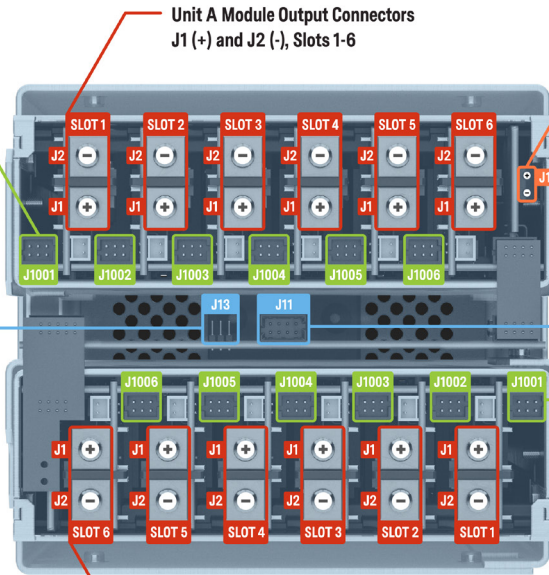 Unit A Module Output Connectors
J1 (+) and J2 (-), Slots 1-6
SLOT 1 SLOT 2 SLOT 3 SLOT 4 SLOT 5 SLOT 6
J2 J2 J2 J2 J2 J2
J1
J1 J1 J1 J1 J1 J1
J1001 J1002 J1003 J1004 J1005 J1006
J13 J11
J1006 J1005 J1004 J1003 J1002 J1001
J1 J1 J1 J1 J1 J1
J2 J2 J2 J2 J2 J2
SLOT 6 SLOT 5 SLOT 4 SLOT 3 SLOT 2 SLOT 1